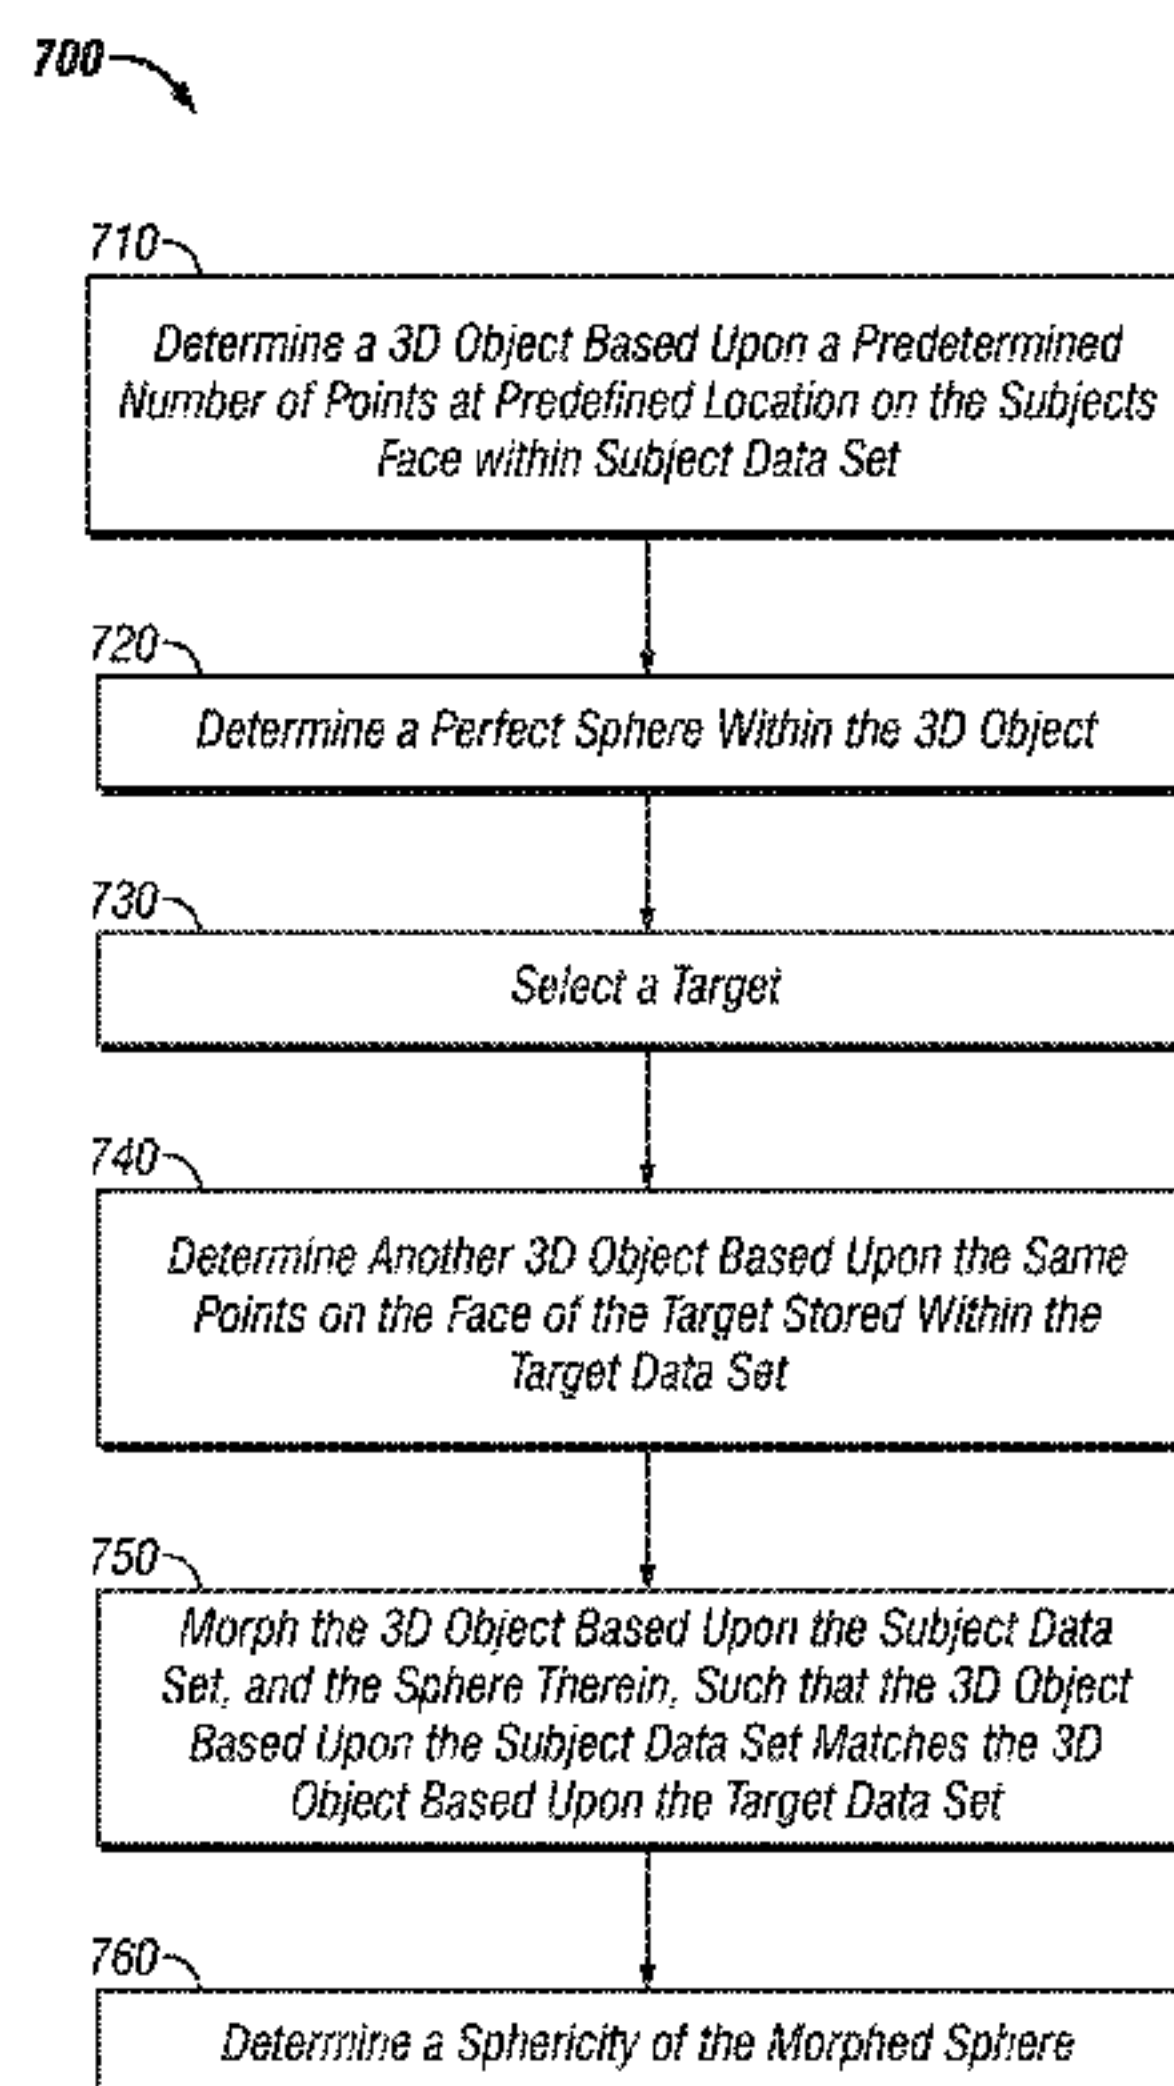 700
710
Determine a 3D Object Based Upon a Predetermined
Number of Points at Predefined Location on the Subjects
Face within Subject Data Set
720
Determine a Perfect Sphere Within the 3D Object
730
Select a Target
740
Determine Another 3D Object Based Upon the Same
Points on the Face of the Target Stored Within the
Target Data Set
750
Morph the 3D Object Based Upon the Subject Data
Set, and the Sphere Therein, Such that the 3D Object
Based Upon the Subject Data Set Matches the 3D
Object Based Upon the Target Data Set
760
Determine a Sphericity of the Morphed Sphere